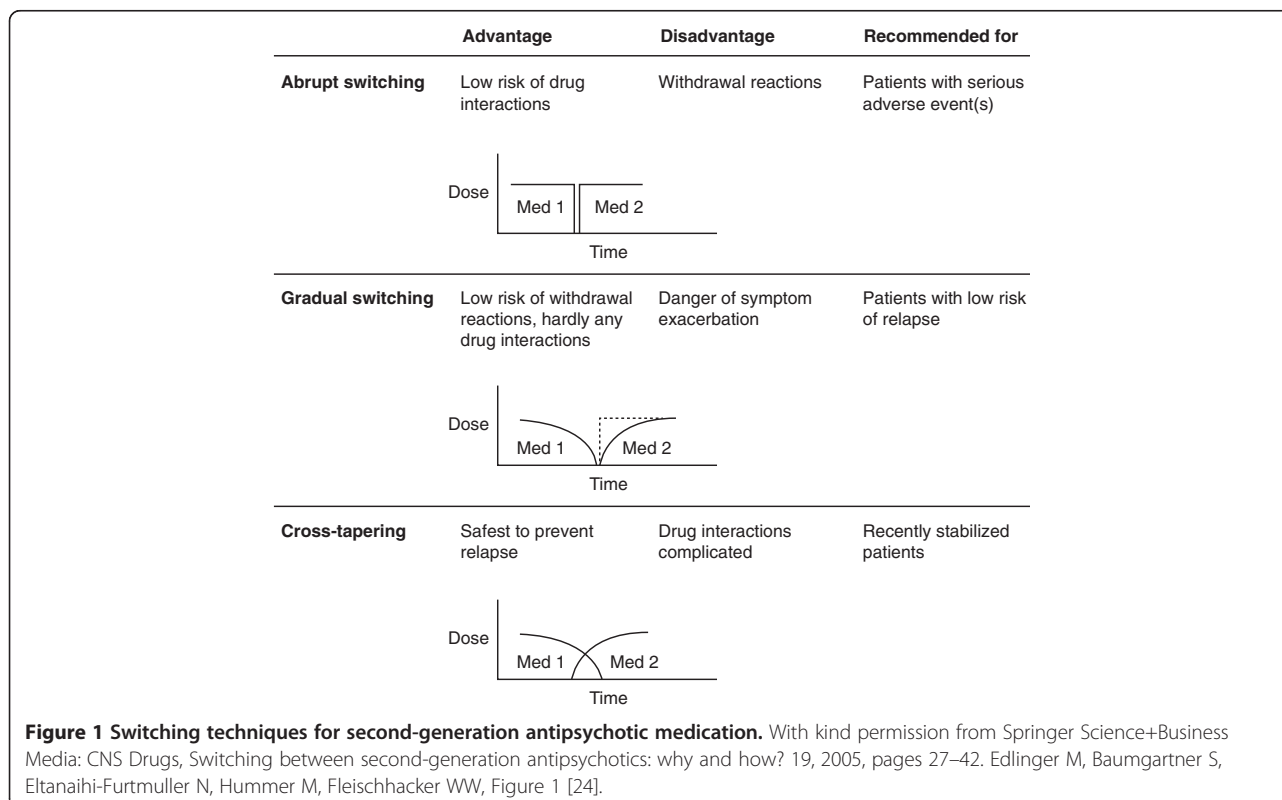 Advantage Disadvantage Recommended for
Abrupt switching Low risk of drug Withdrawal reactions Patients with serious
interactions adverse event(s)
Dose
Med 1 Med 2
Time
Gradual switching Low risk of withdrawal Danger of symptom Patients with low risk
reactions, hardly any exacerbation of relapse
drug interactions
Dose
Med 1 Med 2
Time
Cross-tapering Safest to prevent Drug interactions Recently stabilized
relapse complicated patients
Dose
Med 1 Med 2
Time
Figure 1 Switching techniques for second-generation antipsychotic medication. With kind permission from Springer Science+Business
Media: CNS Drugs, Switching between second-generation antipsychotics: why and how? 19, 2005, pages 27–42. Edlinger M, Baumgartner S,
Eltanaihi-Furtmuller N, Hummer M, Fleischhacker WW, Figure 1 [24].